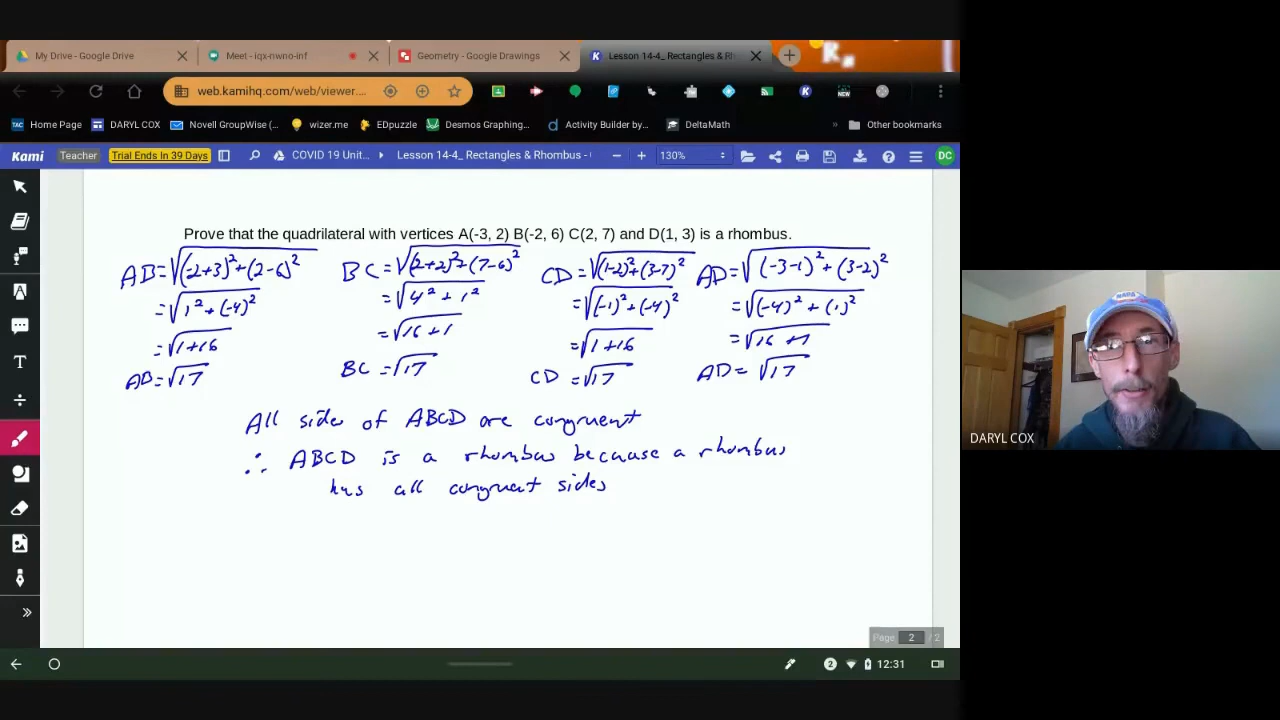 My Drive - Google Drive
Meet - iqx-nwno-inf
Geometry - Google Drawings
Lesson 14-4_ Rectangles & Rh
web.kamihq.com/web/viewer....
NEW
TAC Home Page
DARYL COX
Novell GroupWise (...
wizer.me
EDpuzzle
Desmos Graphing...
Activity Builder by...
DeltaMath
Other bookmarks
Kami
Teacher
Trial Ends In 39 Days
COVID 19 Unit...
Lesson 14-4_ Rectangles & Rhombus -
130%
DC
Prove that the quadrilateral with vertices A(-3, 2) B(-2, 6) C(2, 7) and D(1, 3) is a rhombus.
AB=√(-2+3)²+(2-6)² BC=√(2+2)²+(7-6)² CD=√(1-2)²+(3-7)² AD=√(-3-1)²+(3-2)²
=√1²+(-4)² =√4²+1² =√(-1)²+(-4)² =√(-4)²+(1)²
=√1+16 =√16+1 =√1+16 =√16+1
AB=√17 BC=√17 CD=√17 AD=√17
All side of ABCD are congruent
∴ ABCD is a rhombus because a rhombus
has all congruent sides
DARYL COX
Page 2 / 2
2 12:31